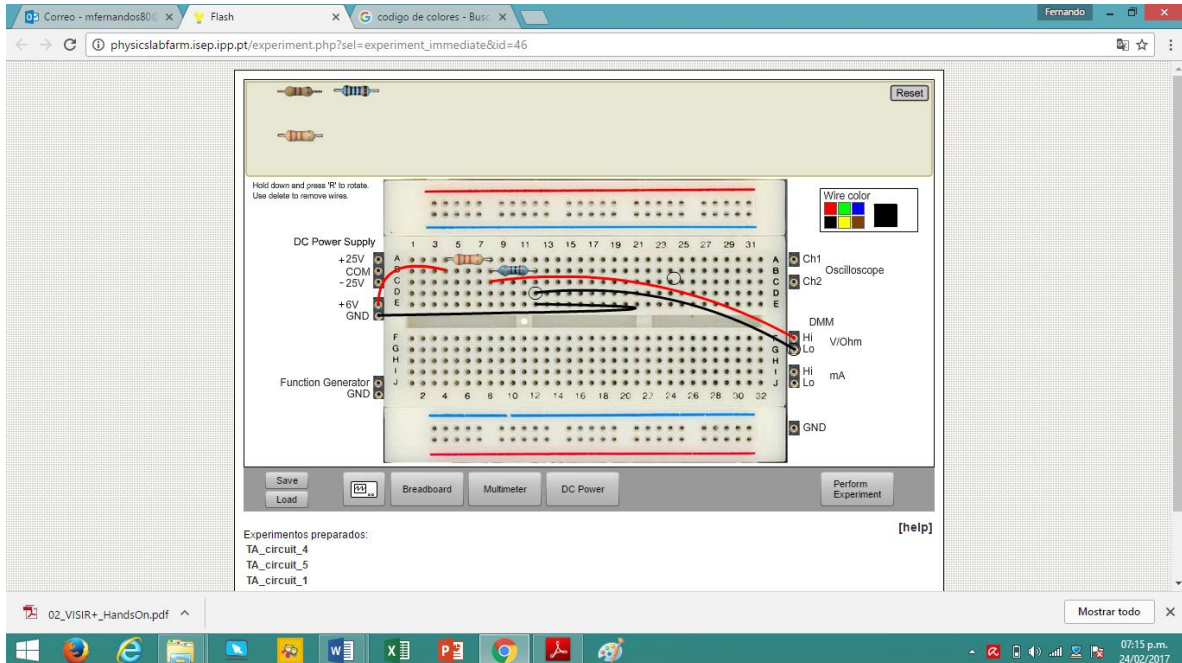 Correo - mfernandos80
Flash
codigo de colores - Busc
Fernando
physicslabfarm.isep.ipp.pt/experiment.php?sel=experiment_immediate&id=46
Reset
Hold down and press 'R' to rotate.
Use delete to remove wires.
Wire color
DC Power Supply
+25V
COM
-25V
+6V
GND
1 3 5 7 9 11 13 15 17 19 21 23 25 27 29 31
A A
B B
C C
D D
E E
Ch1
Oscilloscope
Ch2
DMM
Hi
V/Ohm
Lo
Hi
mA
Lo
F F
G G
H H
I I
J J
Function Generator
GND
2 4 6 8 10 12 14 16 18 20 22 24 26 28 30 32
GND
Save
Load
Breadboard
Multimeter
DC Power
Perform
Experiment
[help]
Experimentos preparados:
TA_circuit_4
TA_circuit_5
TA_circuit_1
02_VISIR+_HandsOn.pdf
Mostrar todo
07:15 p.m.
24/02/2017